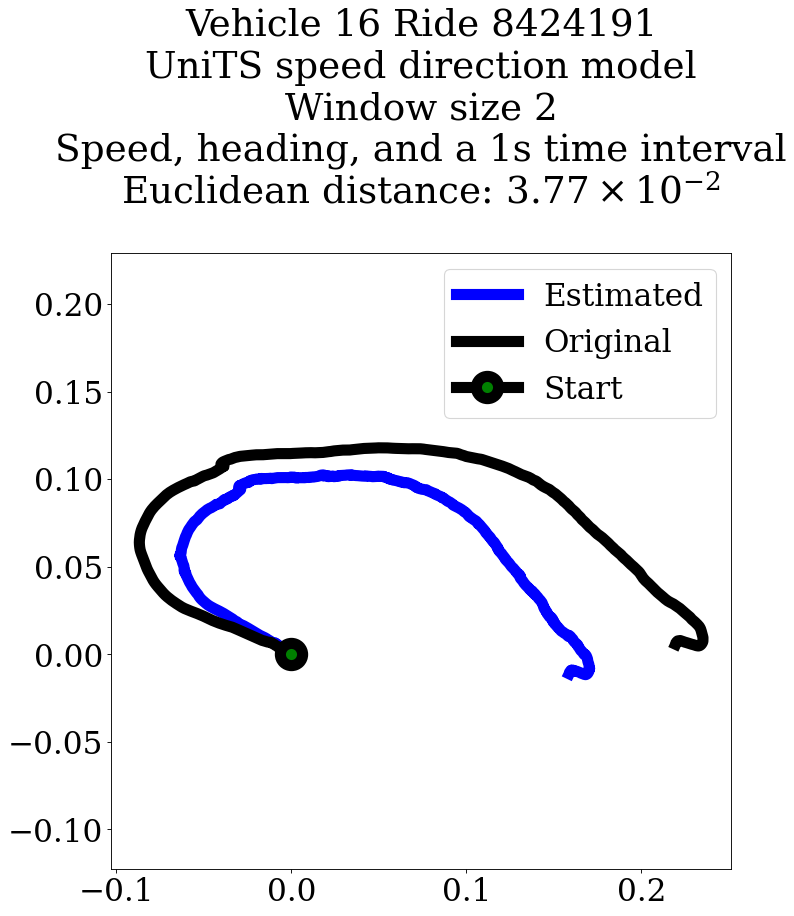 Vehicle 16 Ride 8424191
UniTS speed direction model
Window size 2
Speed, heading, and a 1s time interval
Euclidean distance: 3.77 × 10⁻²
Estimated
Original
Start
0.20
0.15
0.10
0.05
0.00
−0.05
−0.10
−0.1 0.0 0.1 0.2